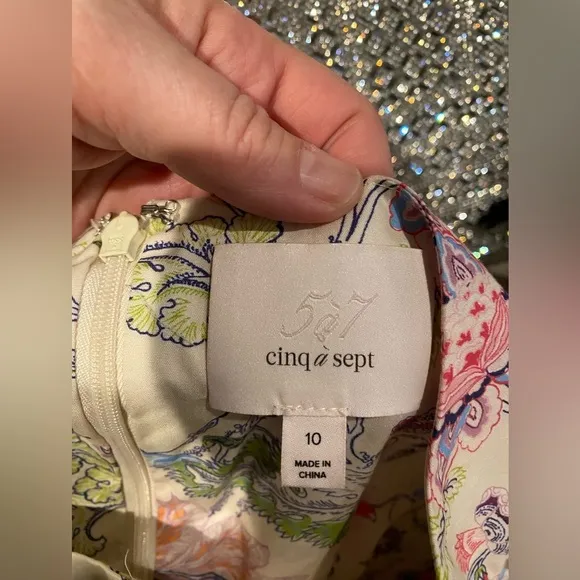 5à7
cinq à sept
10
MADE IN
CHINA